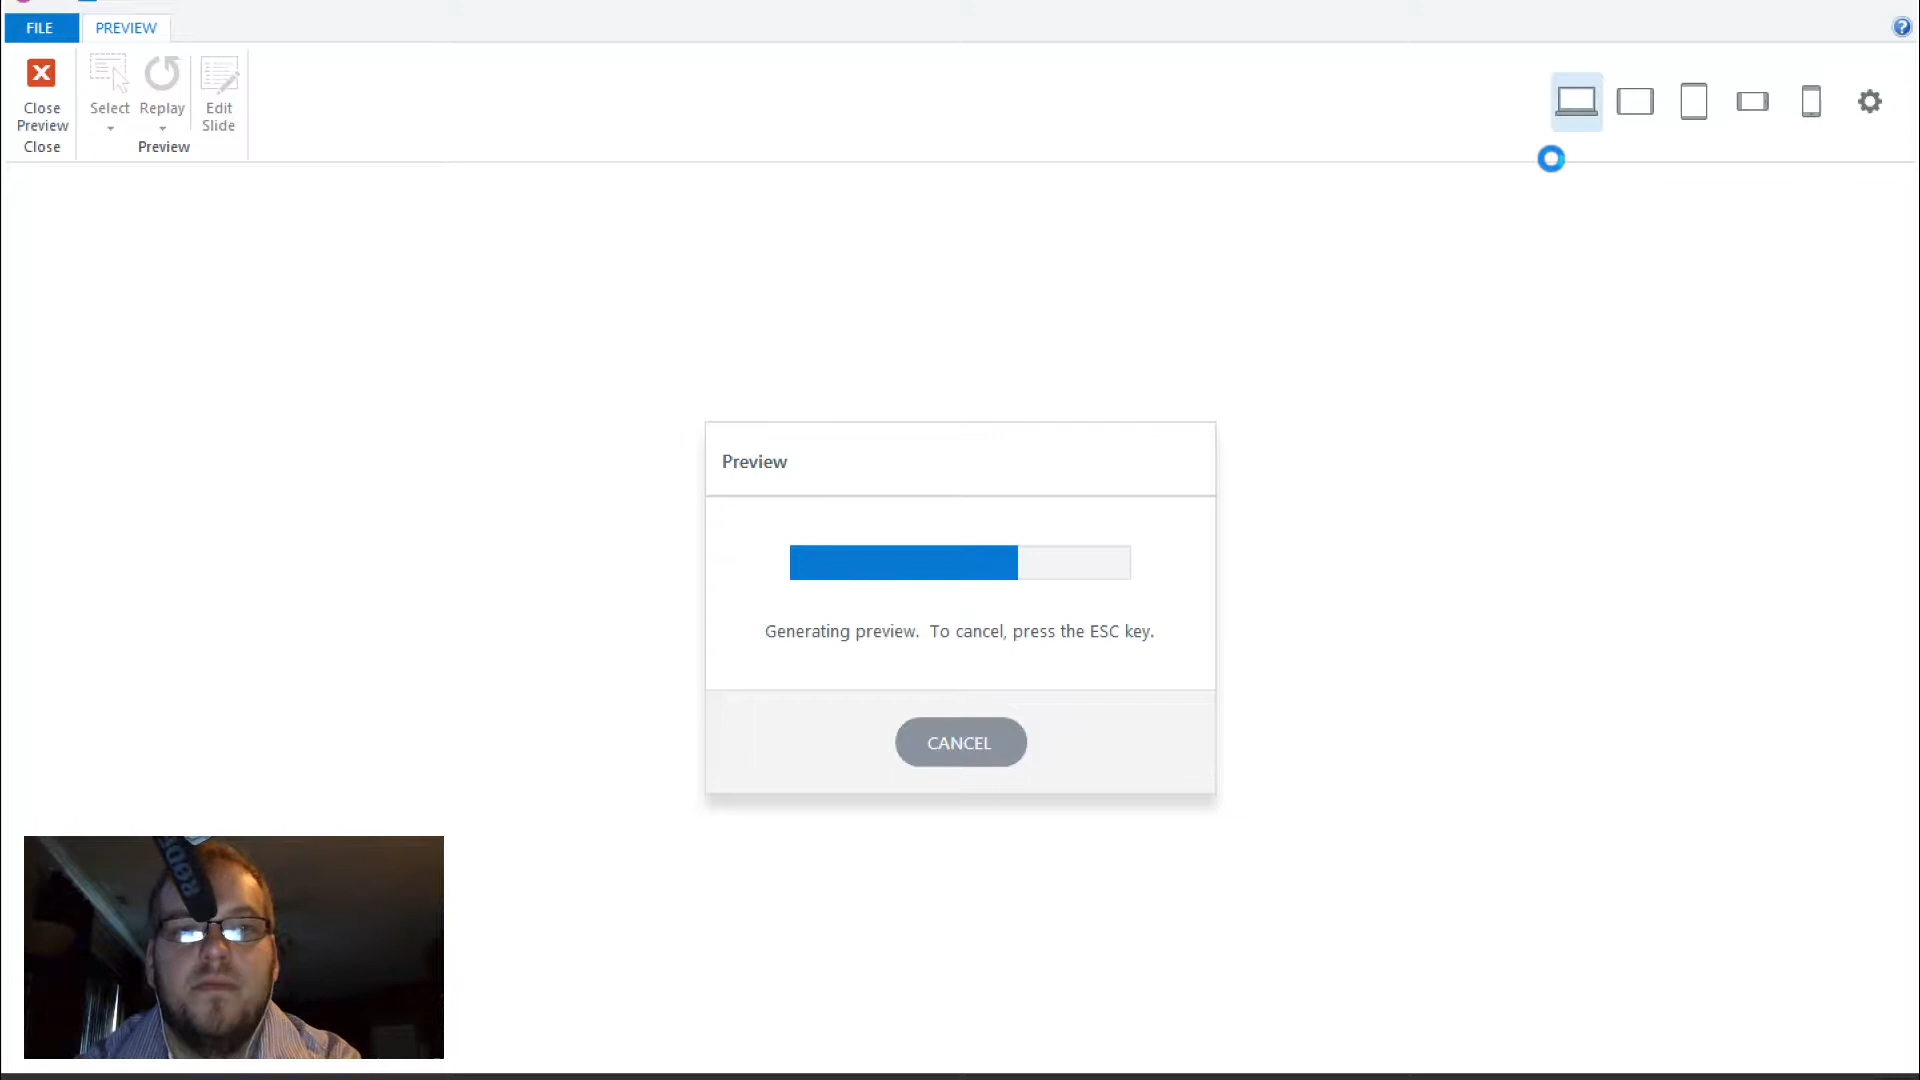 FILE PREVIEW
Close Preview
Select
Replay
Edit Slide
Close
Preview
Preview
Generating preview. To cancel, press the ESC key.
CANCEL
RØDE